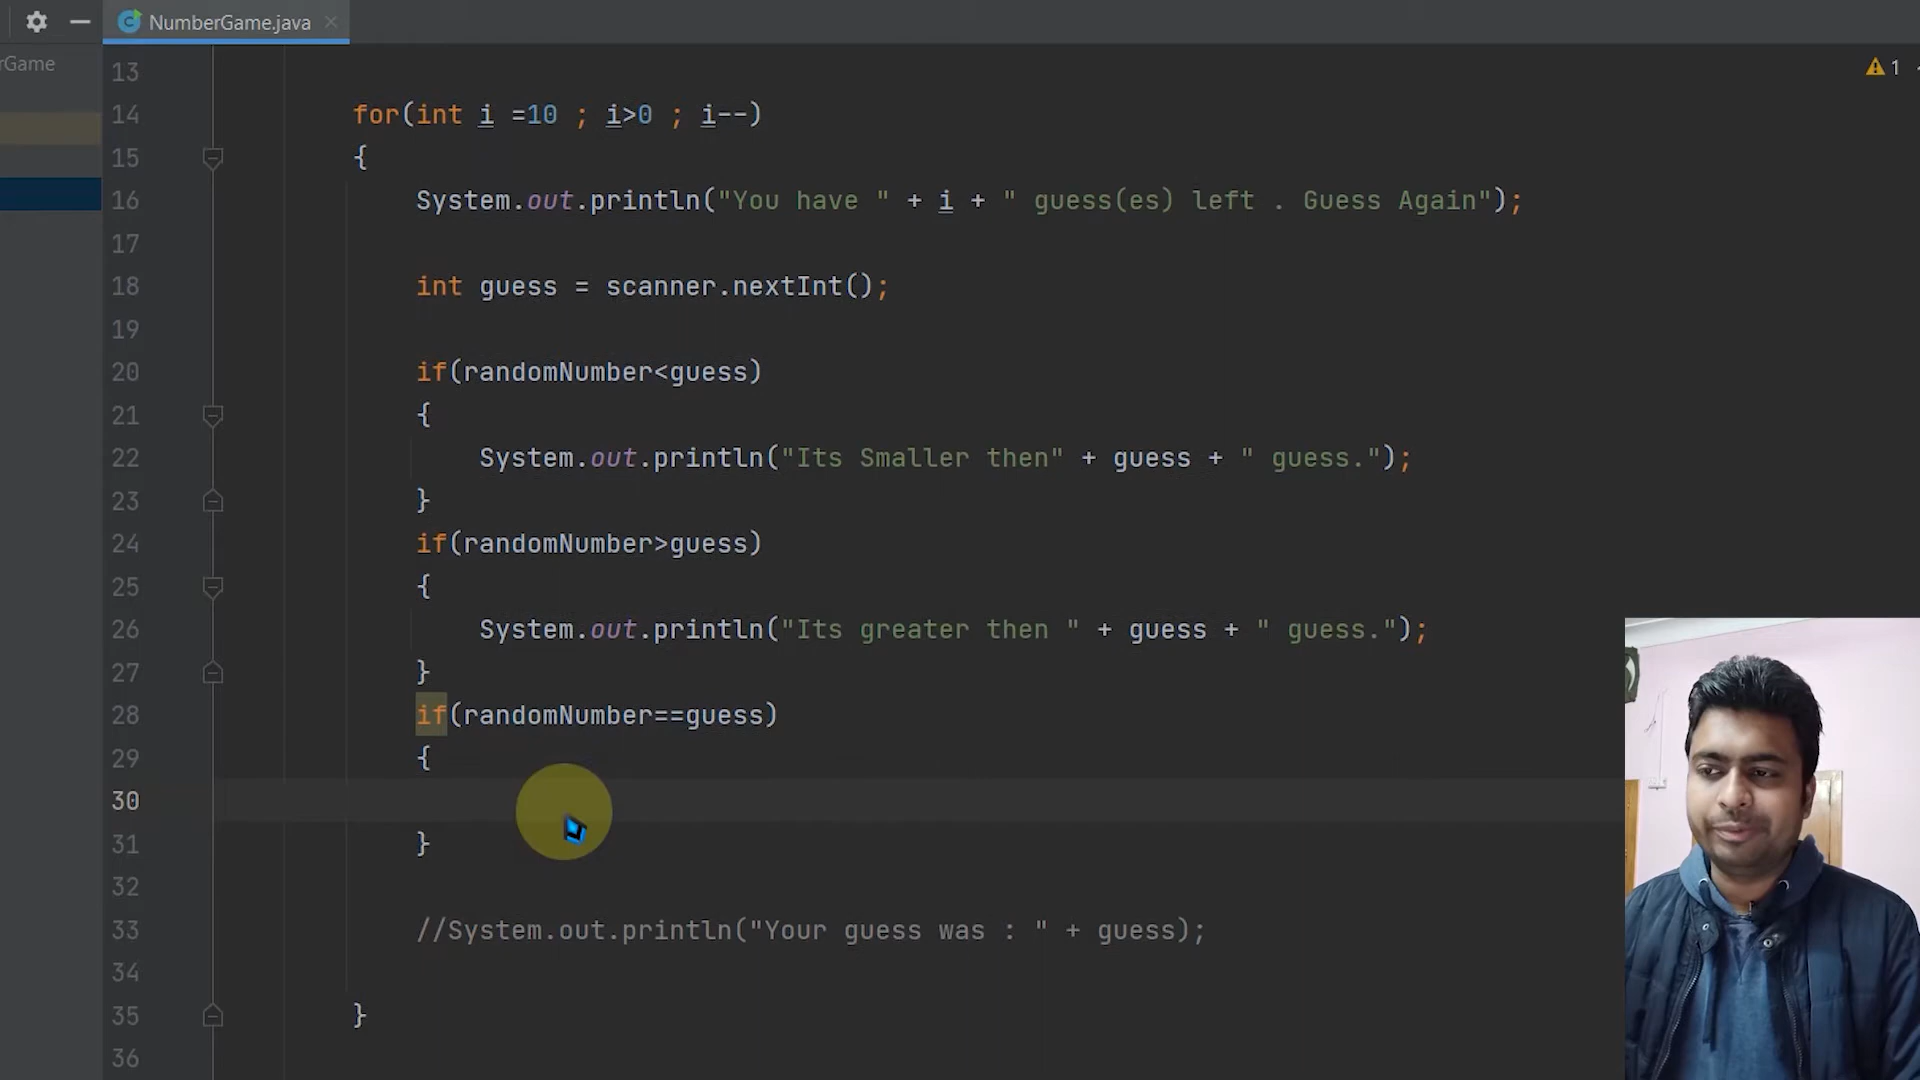 NumberGame.java
rGame
1
13
14 for(int i =10 ; i>0 ; i--)
15 {
16 System.out.println("You have " + i + " guess(es) left . Guess Again");
17
18 int guess = scanner.nextInt();
19
20 if(randomNumber<guess)
21 {
22 System.out.println("Its Smaller then" + guess + " guess.");
23 }
24 if(randomNumber>guess)
25 {
26 System.out.println("Its greater then " + guess + " guess.");
27 }
28 if(randomNumber==guess)
29 {
30
31 }
32
33 //System.out.println("Your guess was : " + guess);
34
35 }
36